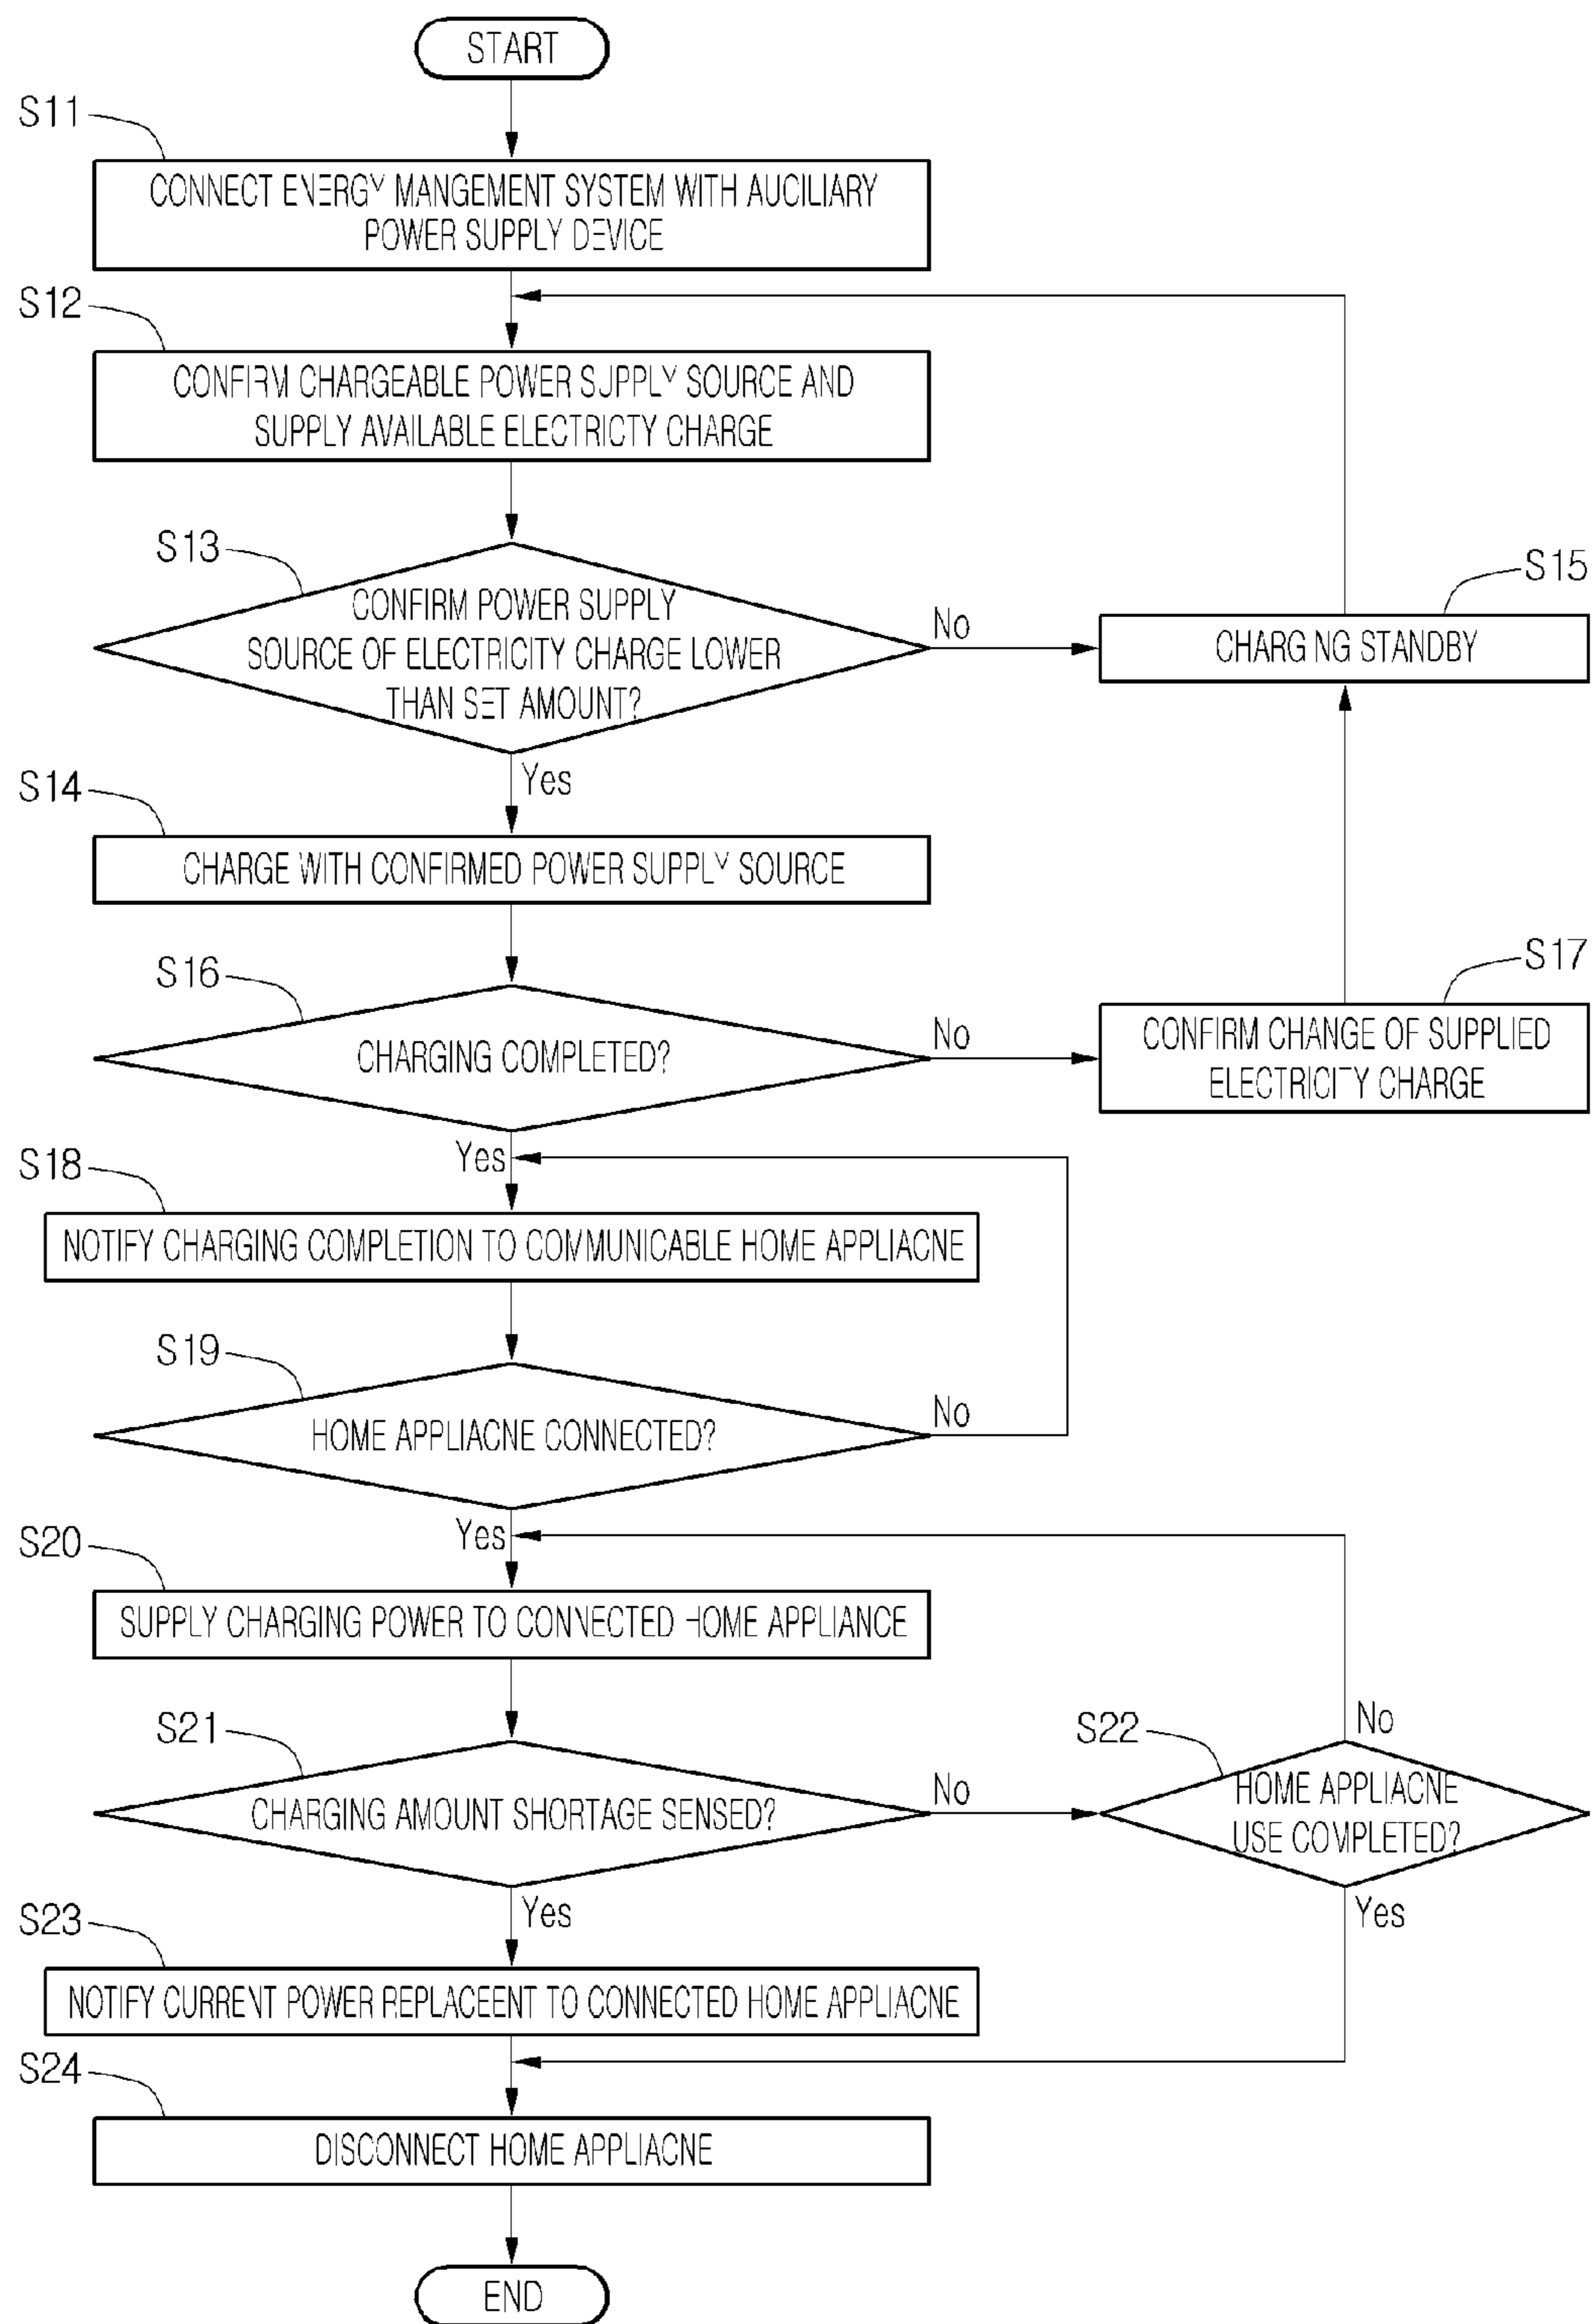 START
S11
CONNECT ENERGY MANGEMENT SYSTEM WITH AUCILIARY
POWER SUPPLY DEVICE
S12
CONFIRM CHARGEABLE POWER SUPPLY SOURCE AND
SUPPLY AVAILABLE ELECTRICTY CHARGE
S13
CONFIRM POWER SUPPLY
SOURCE OF ELECTRICITY CHARGE LOWER
THAN SET AMOUNT?
No
S15
CHARGING STANDBY
Yes
S14
CHARGE WITH CONFIRMED POWER SUPPLY SOURCE
S16
CHARGING COMPLETED?
No
S17
CONFIRM CHANGE OF SUPPLIED
ELECTRICITY CHARGE
Yes
S18
NOTIFY CHARGING COMPLETION TO COMMUNICABLE HOME APPLIACNE
S19
HOME APPLIACNE CONNECTED?
No
Yes
S20
SUPPLY CHARGING POWER TO CONNECTED HOME APPLIANCE
S21
CHARGING AMOUNT SHORTAGE SENSED?
No
S22
HOME APPLIACNE
USE COMPLETED?
No
Yes
Yes
S23
NOTIFY CURRENT POWER REPLACEENT TO CONNECTED HOME APPLIACNE
S24
DISCONNECT HOME APPLIACNE
END